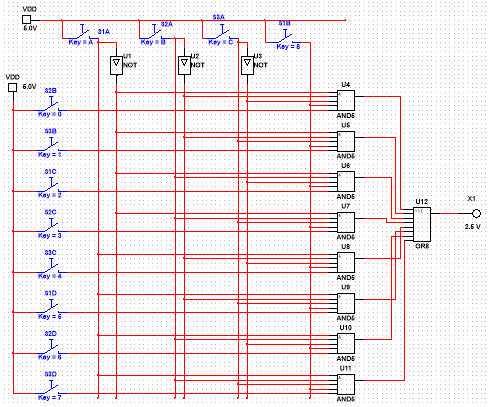 VDD
5.0V
S1A
Key = A
S2A
Key = B
S3A
Key = C
S1B
Key = S
U1
NOT
U2
NOT
U3
NOT
VDD
5.0V
S2B
Key = 0
S3B
Key = 1
S1C
Key = 2
S2C
Key = 3
S3C
Key = 4
S1D
Key = 5
S2D
Key = 6
S3D
Key = 7
U4
AND5
U5
AND5
U6
AND5
U7
AND5
U8
AND5
U9
AND5
U10
AND5
U11
AND5
U12
OR8
X1
2.5 V